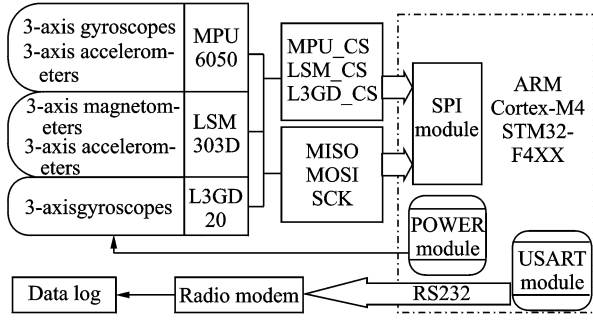 3-axis gyroscopes
3-axis accelerom-
eters
MPU
6050
3-axis magnetom-
eters
3-axis accelerom-
eters
LSM
303D
3-axisgyroscopes
L3GD
20
MPU_CS
LSM_CS
L3GD_CS
MISO
MOSI
SCK
SPI
module
ARM
Cortex-M4
STM32-
F4XX
POWER
module
USART
module
RS232
Radio modem
Data log